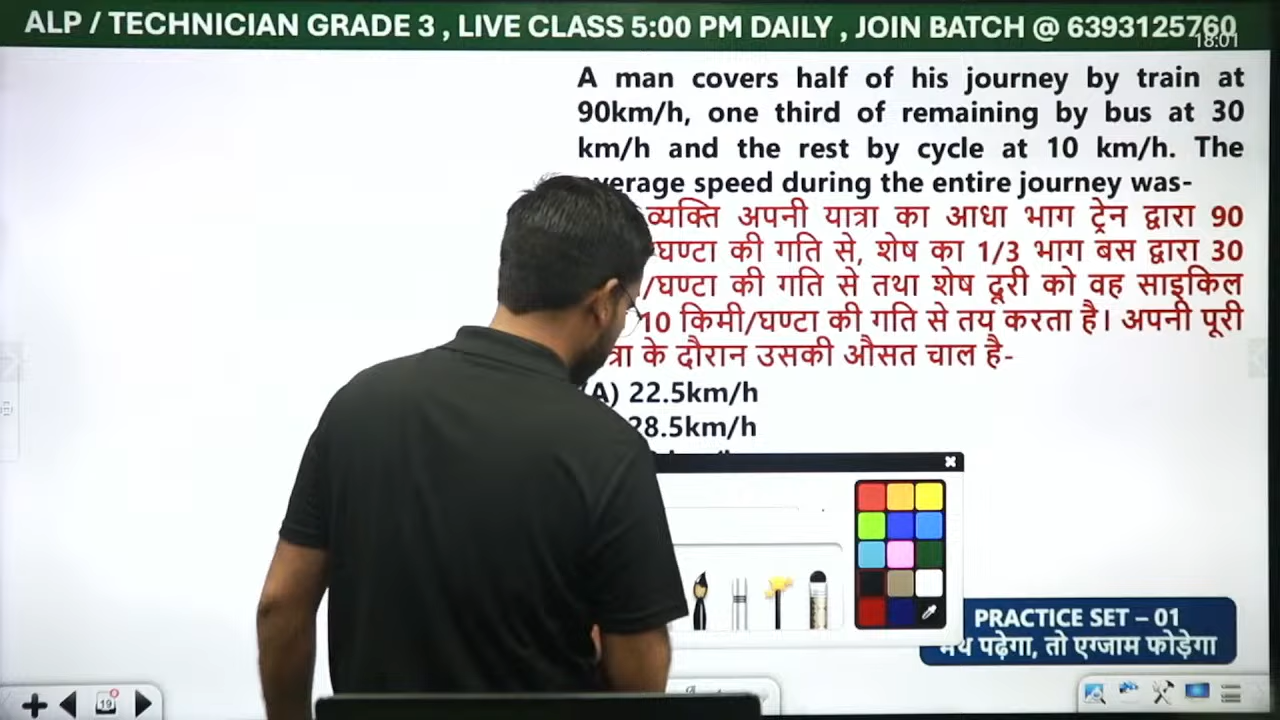 ALP / TECHNICIAN GRADE 3 , LIVE CLASS 5:00 PM DAILY , JOIN BATCH @ 6393125760
18:01
A man covers half of his journey by train at
90km/h, one third of remaining by bus at 30
km/h and the rest by cycle at 10 km/h. The
average speed during the entire journey was-
व्यक्ति अपनी यात्रा का आधा भाग ट्रेन द्वारा 90
/घण्टा की गति से, शेष का 1/3 भाग बस द्वारा 30
/घण्टा की गति से तथा शेष दूरी को वह साइकिल
10 किमी/घण्टा की गति से तय करता है। अपनी पूरी
के दौरान उसकी औसत चाल है-
(A) 22.5km/h
28.5km/h
PRACTICE SET – 01
मैथ पढ़ेगा, तो एग्जाम फोड़ेगा
19